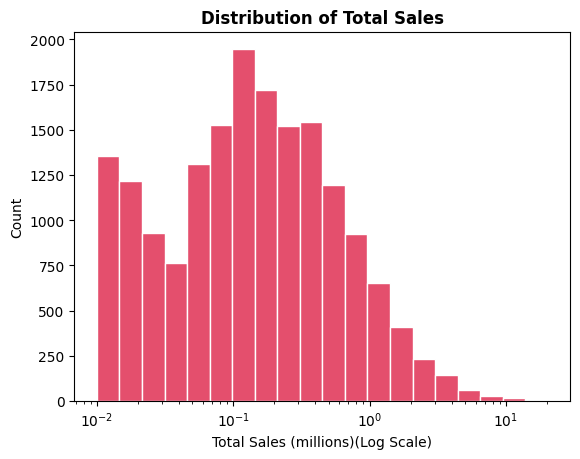 Distribution of Total Sales
2000
1750
1500
1250
1000
750
500
250
0
Count
10⁻² 10⁻¹ 10⁰ 10¹
Total Sales (millions)(Log Scale)